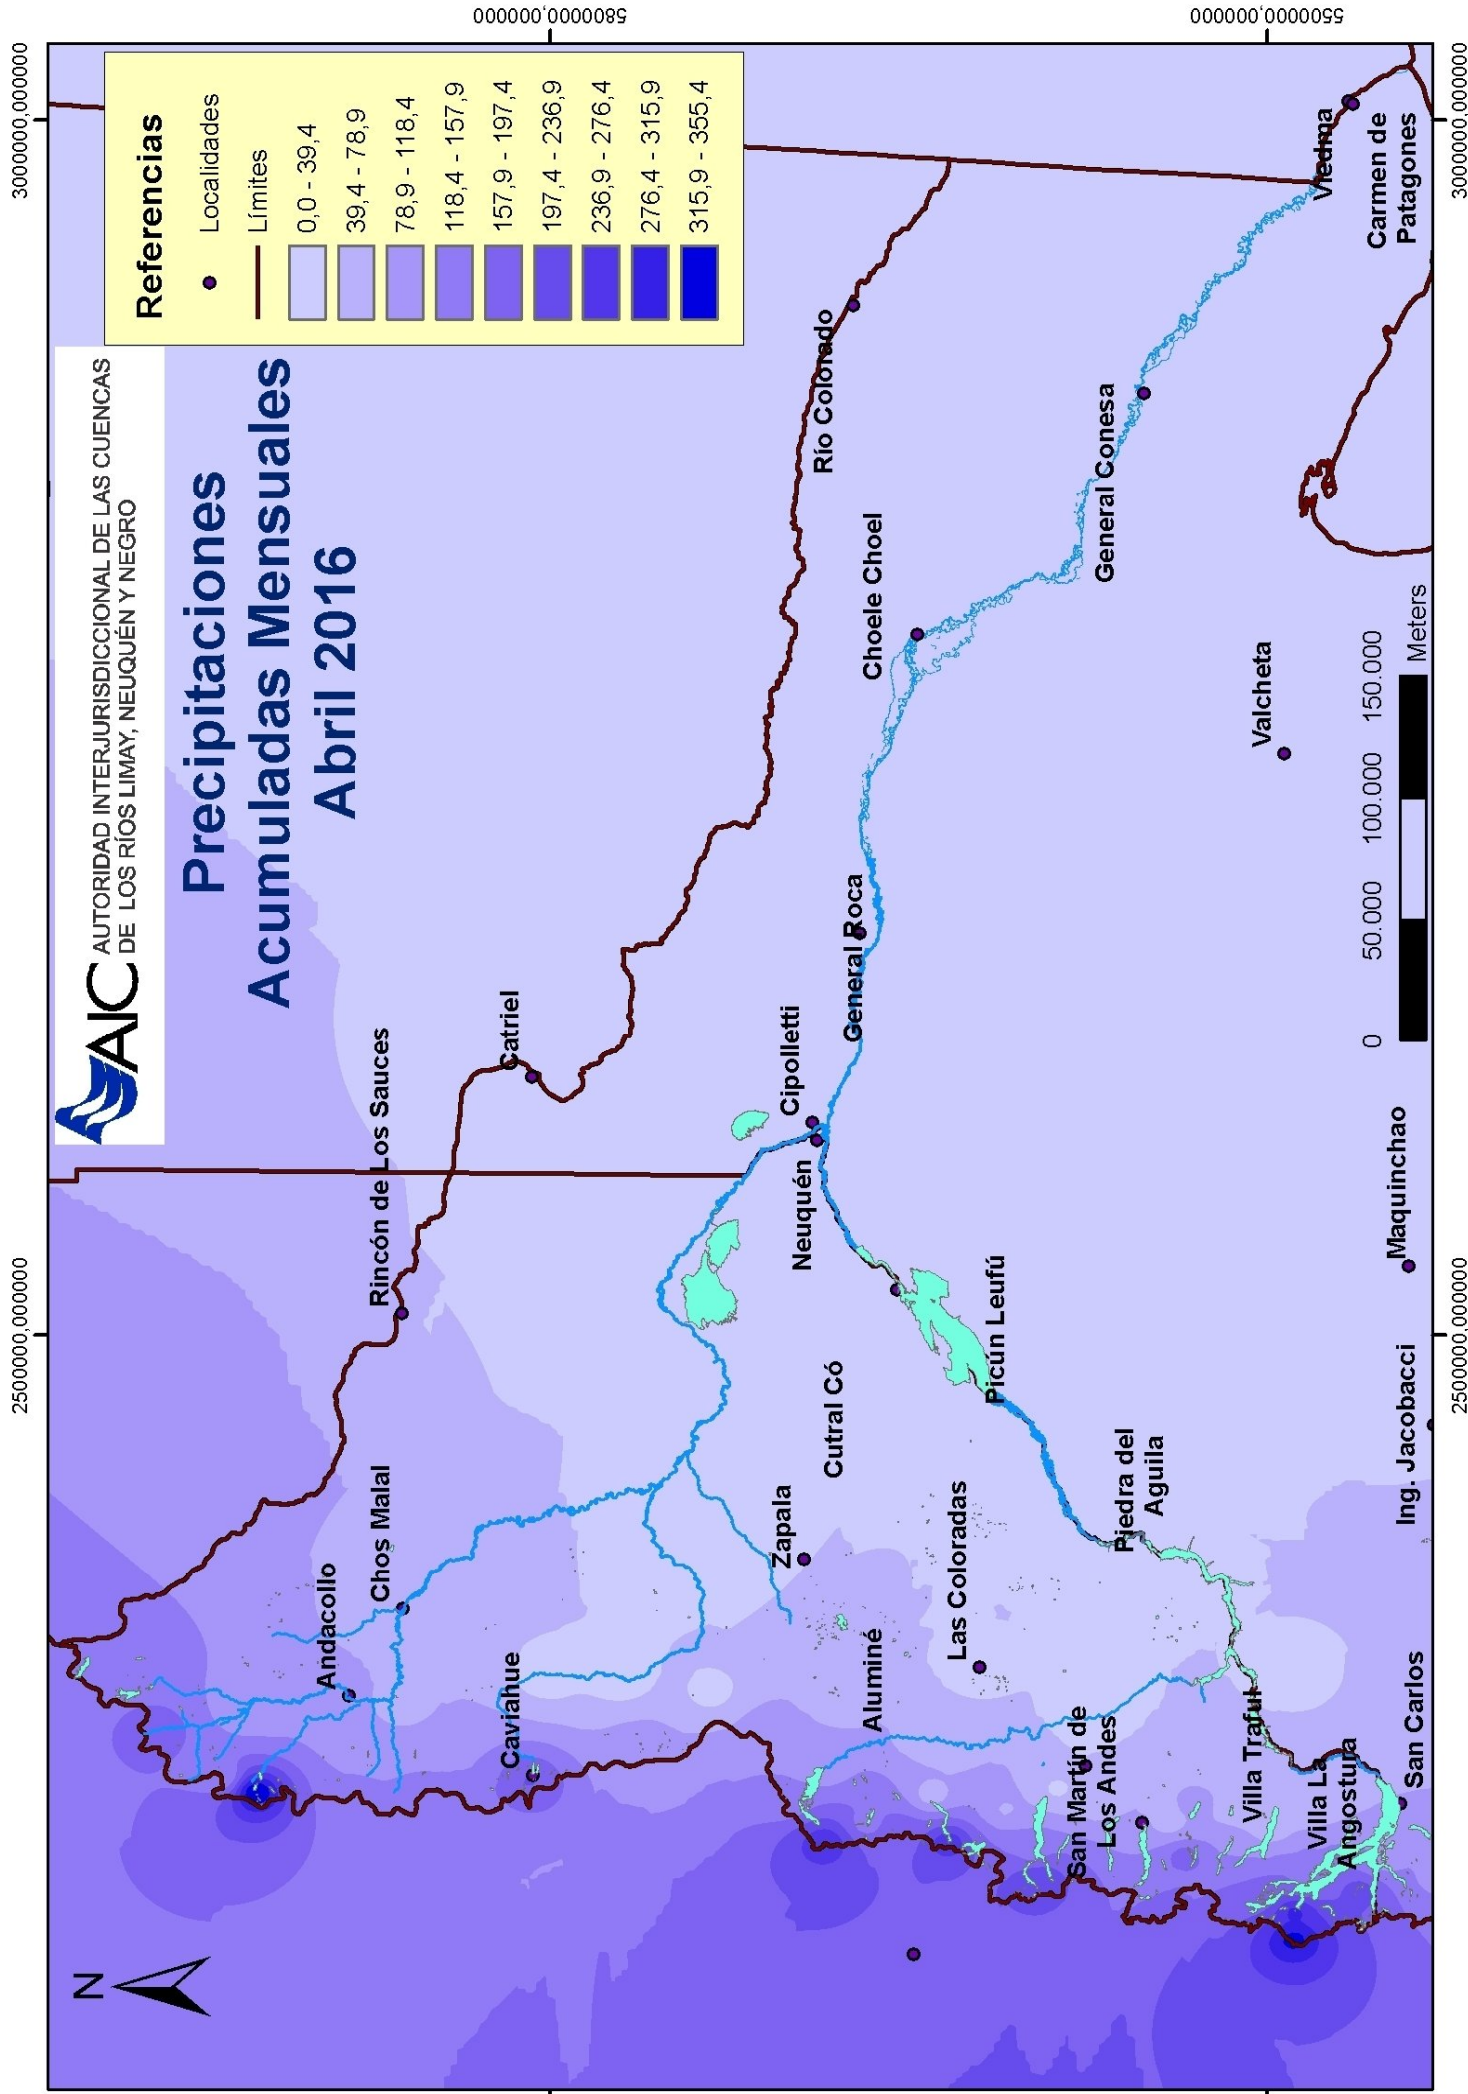 AIC
AUTORIDAD INTERJURISDICCIONAL DE LAS CUENCAS
DE LOS RÍOS LIMAY, NEUQUÉN Y NEGRO
Precipitaciones
Acumuladas Mensuales
Abril 2016
Referencias
Localidades
Límites
0,0 - 39,4
39,4 - 78,9
78,9 - 118,4
118,4 - 157,9
157,9 - 197,4
197,4 - 236,9
236,9 - 276,4
276,4 - 315,9
315,9 - 355,4
N
2500000,000000
3000000,000000
5800000,000000
5500000,000000
2500000,000000
3000000,000000
Andacollo
Chos Malal
Rincón de Los Sauces
Catriel
Caviahue
Zapala
Cutral Có
Neuquén
Cipolletti
General Roca
Choele Choel
Río Colorado
Aluminé
Las Coloradas
Picún Leufú
Piedra del
Aguila
San Martín de
Los Andes
Villa Traful
Villa La
Angostura
San Carlos
Ing. Jacobacci
Maquinchao
Valcheta
General Conesa
Viedma
Carmen de
Patagones
0 50.000 100.000 150.000
Meters